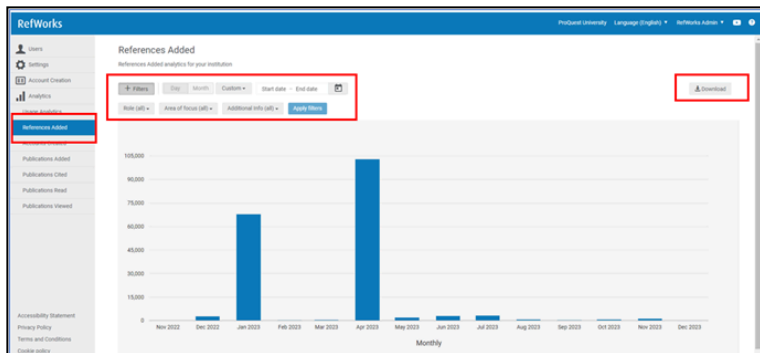 RefWorks
ProQuest University Language (English) RefWorks Admin
Users
Settings
Account Creation
Analytics
Usage Analytics
References Added
Publications Added
Publications Cited
Publications Read
Publications Viewed
Accessibility Statement
Privacy Policy
Terms and Conditions
Cookie policy
References Added
References Added analytics for your institution
+ Filters Day Month Custom Start date - End date
Download
Role (all) Area of focus (all) Additional Info (all) Apply filters
105,000
90,000
75,000
60,000
45,000
30,000
15,000
0
Nov 2022 Dec 2022 Jan 2023 Feb 2023 Mar 2023 Apr 2023 May 2023 Jun 2023 Jul 2023 Aug 2023 Sep 2023 Oct 2023 Nov 2023 Dec 2023
Monthly